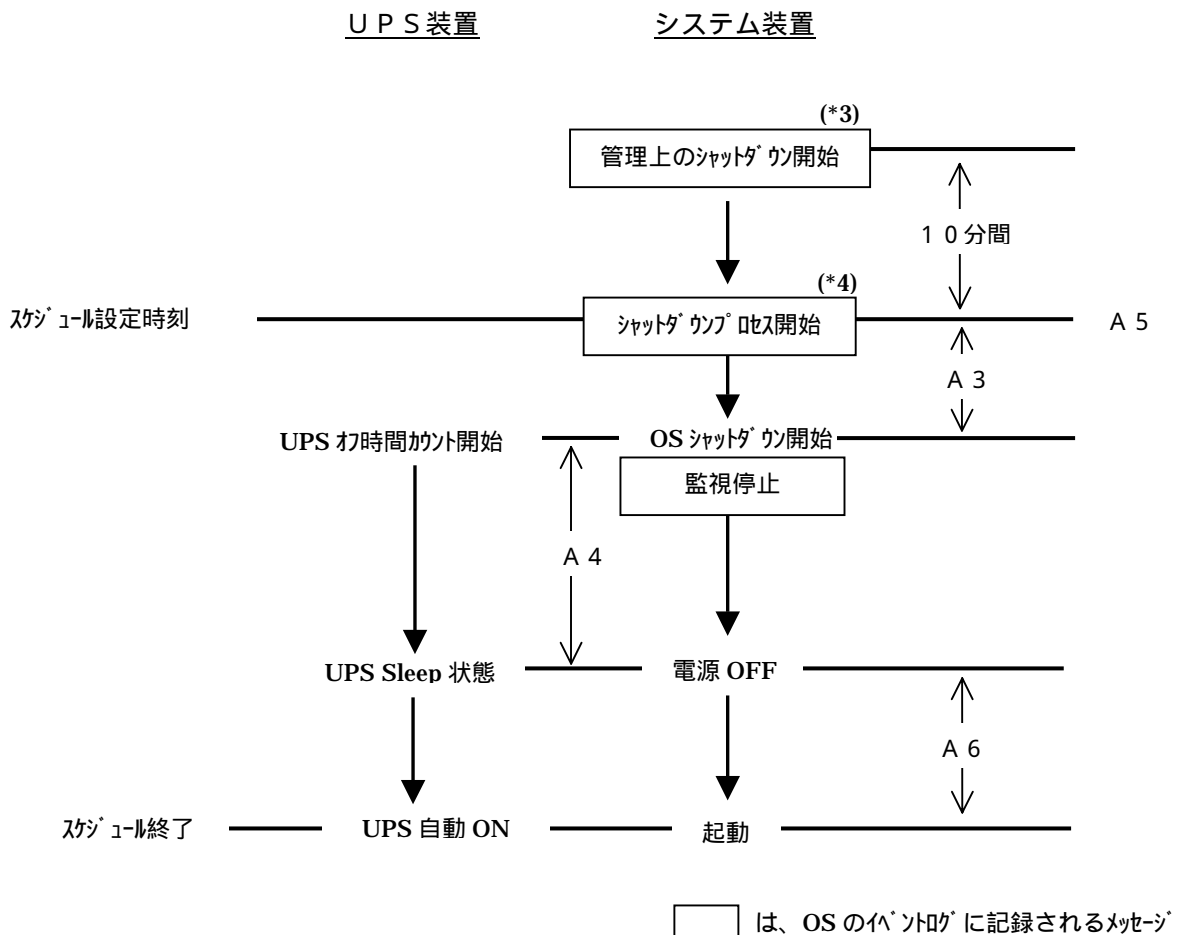 ＵＰＳ装置
システム装置
(*3)
管理上のｼｬｯﾄﾀﾞｳﾝ開始
１０分間
(*4)
ｽｹｼﾞｭｰﾙ設定時刻
ｼｬｯﾄﾀﾞｳﾝﾌﾟﾛｾｽ開始
Ａ５
Ａ３
UPS ｵﾌ時間ｶｳﾝﾄ開始
OS ｼｬｯﾄﾀﾞｳﾝ開始
監視停止
Ａ４
UPS Sleep 状態
電源 OFF
Ａ６
ｽｹｼﾞｭｰﾙ終了
UPS 自動 ON
起動
は、OS のｲﾍﾞﾝﾄﾛｸﾞに記録されるﾒｯｾｰｼﾞ